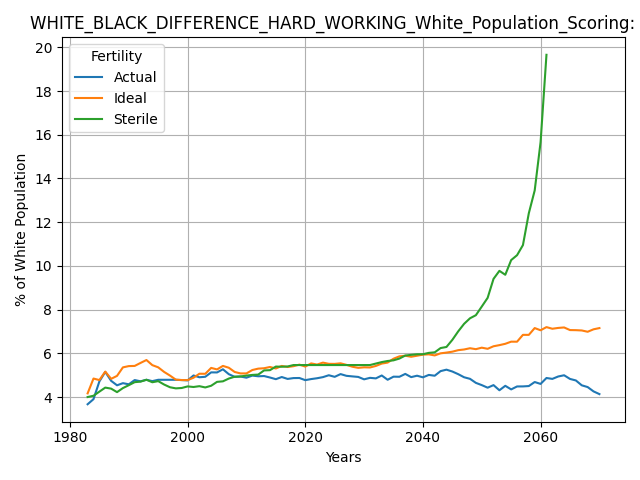 WHITE_BLACK_DIFFERENCE_HARD_WORKING_White_Population_Scoring:
Fertility
Actual
Ideal
Sterile
% of White Population
20
18
16
14
12
10
8
6
4
1980
2000
2020
2040
2060
Years